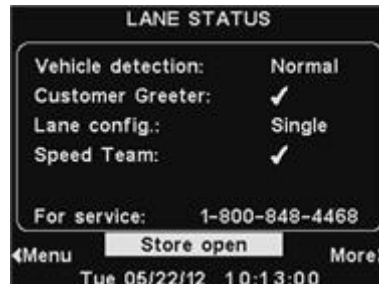 LANE STATUS
Vehicle detection: Normal
Customer Greeter: ✓
Lane config.: Single
Speed Team: ✓
For service: 1-800-848-4468
Store open
Menu More
Tue 05/22/12 10:13:00